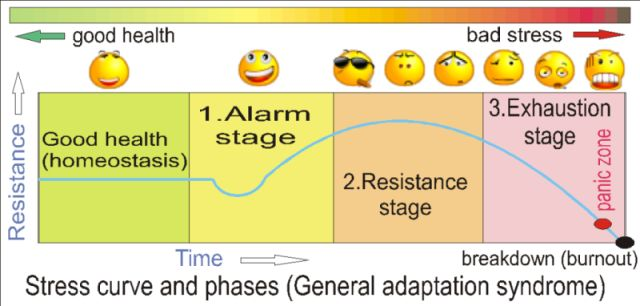 good health
bad stress
Resistance
Good health
(homeostasis)
1.Alarm
stage
2.Resistance
stage
3.Exhaustion
stage
panic zone
Time
breakdown (burnout)
Stress curve and phases (General adaptation syndrome)